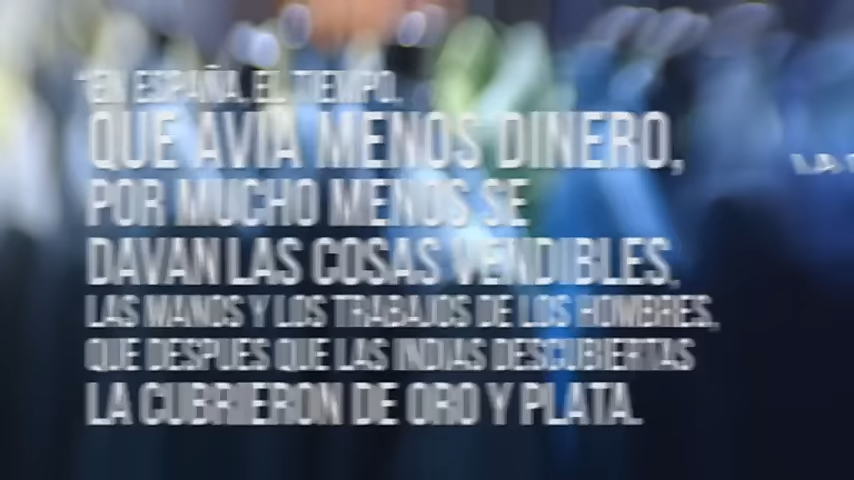 "EN ESPAÑA, EL TIEMPO,
QUE AVÍA MENOS DINERO,
POR MUCHO MENOS SE
DAVAN LAS COSAS VENDIBLES,
LAS MANOS Y LOS TRABAJOS DE LOS HOMBRES,
QUE DESPUES QUE LAS INDIAS DESCUBIERTAS
LA CUBRIERON DE ORO Y PLATA.